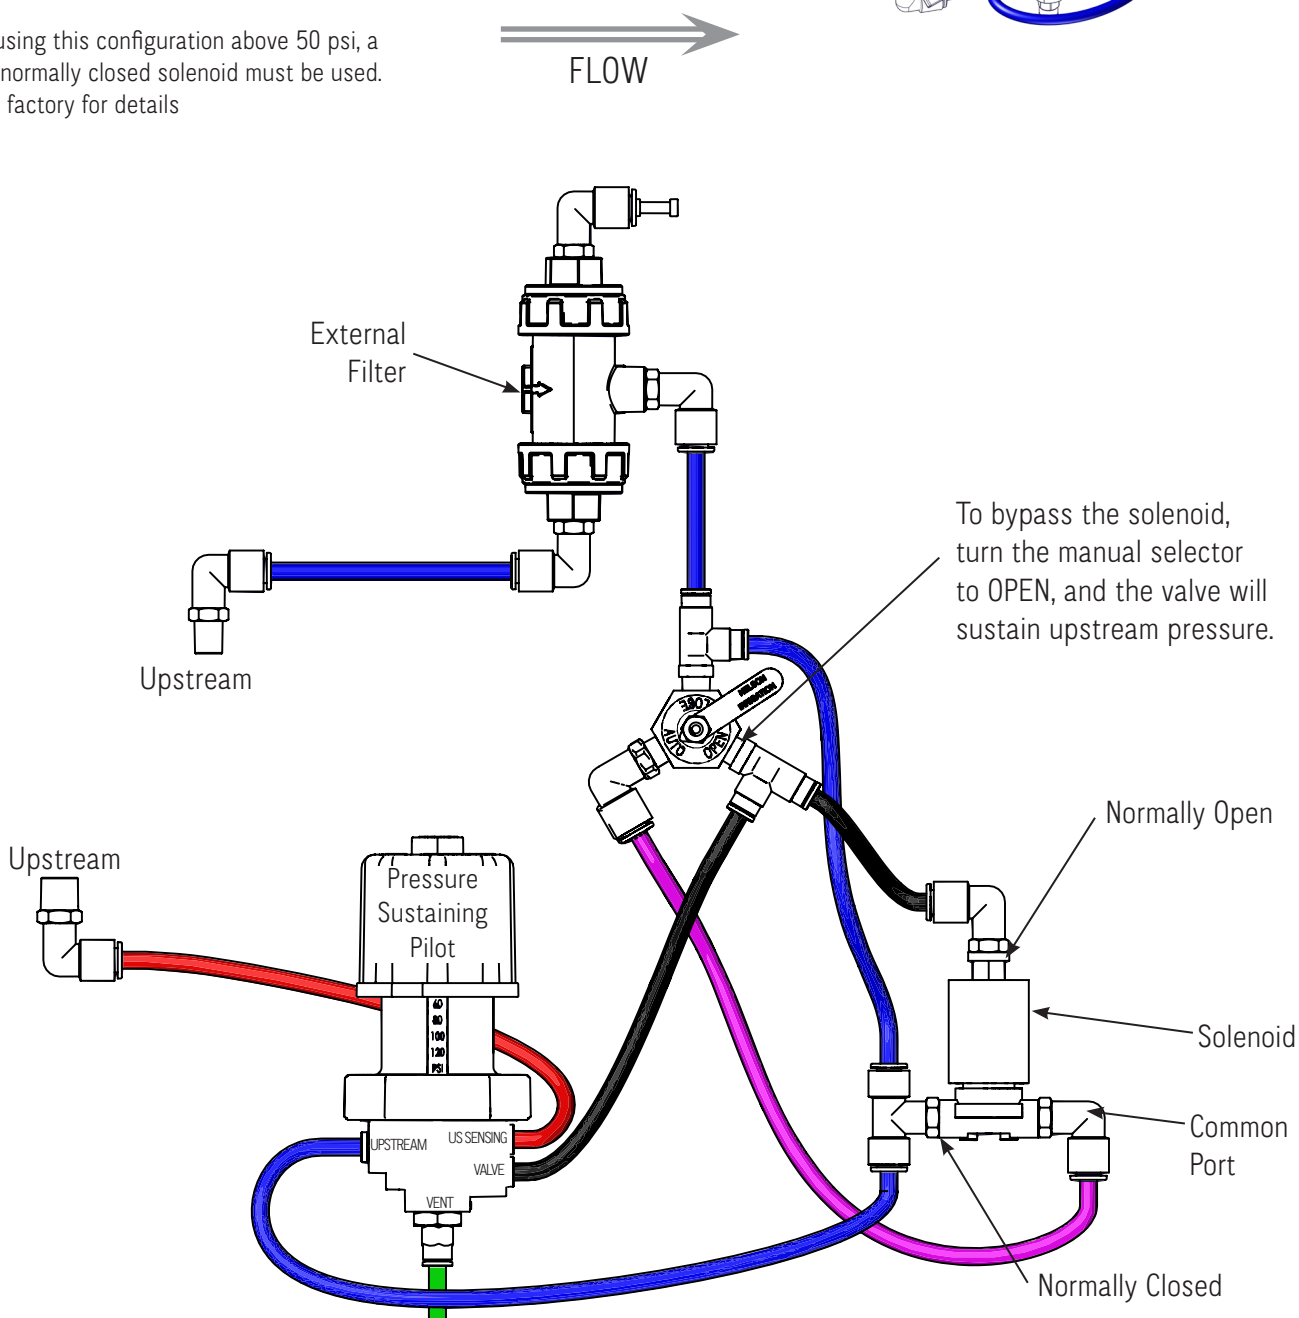 using this configuration above 50 psi, a
normally closed solenoid must be used.
factory for details
FLOW
External
Filter
To bypass the solenoid,
turn the manual selector
to OPEN, and the valve will
sustain upstream pressure.
Upstream
NELSON
IRRIGATION
AUTO
OPEN
Normally Open
Upstream
Pressure
Sustaining
Pilot
60
80
100
120
PSI
Solenoid
UPSTREAM
US SENSING
VALVE
VENT
Common
Port
Normally Closed